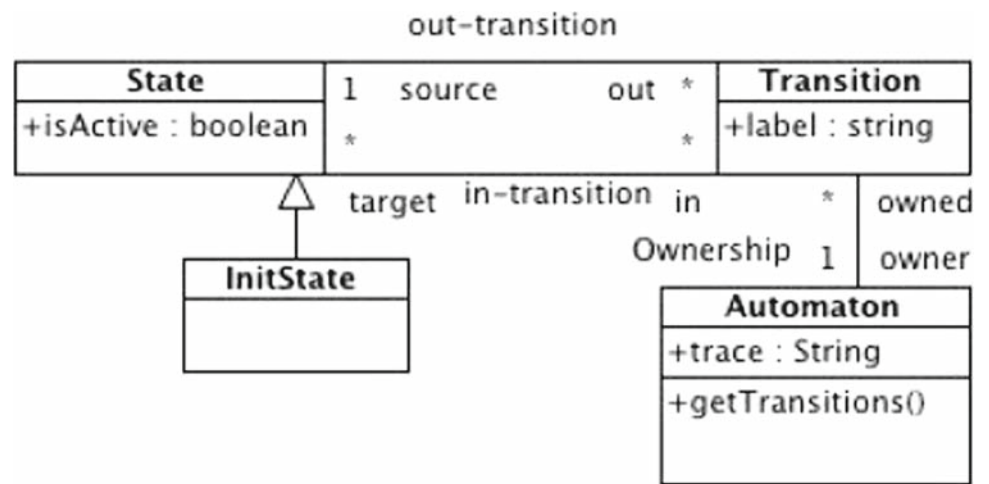 out-transition
State
1 source out *
Transition
+isActive : boolean
* *
+label : string
target in-transition in * owned
Ownership 1 owner
InitState
Automaton
+trace : String
+getTransitions()